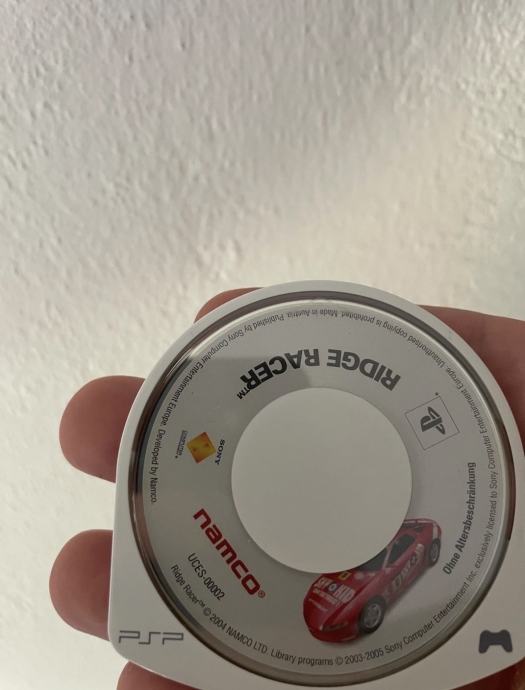 RIDGE RACER™
SONY
namco®
UCES-00002
Ohne Altersbeschränkung
Ridge Racer™ © 2004 NAMCO LTD. Library programs © 2003-2005 Sony Computer Entertainment Inc. exclusively licensed to Sony Computer Entertainment Europe. Unauthorised copying is prohibited. Made in Austria. Published by Sony Computer Entertainment Europe. Developed by Namco.
PSP